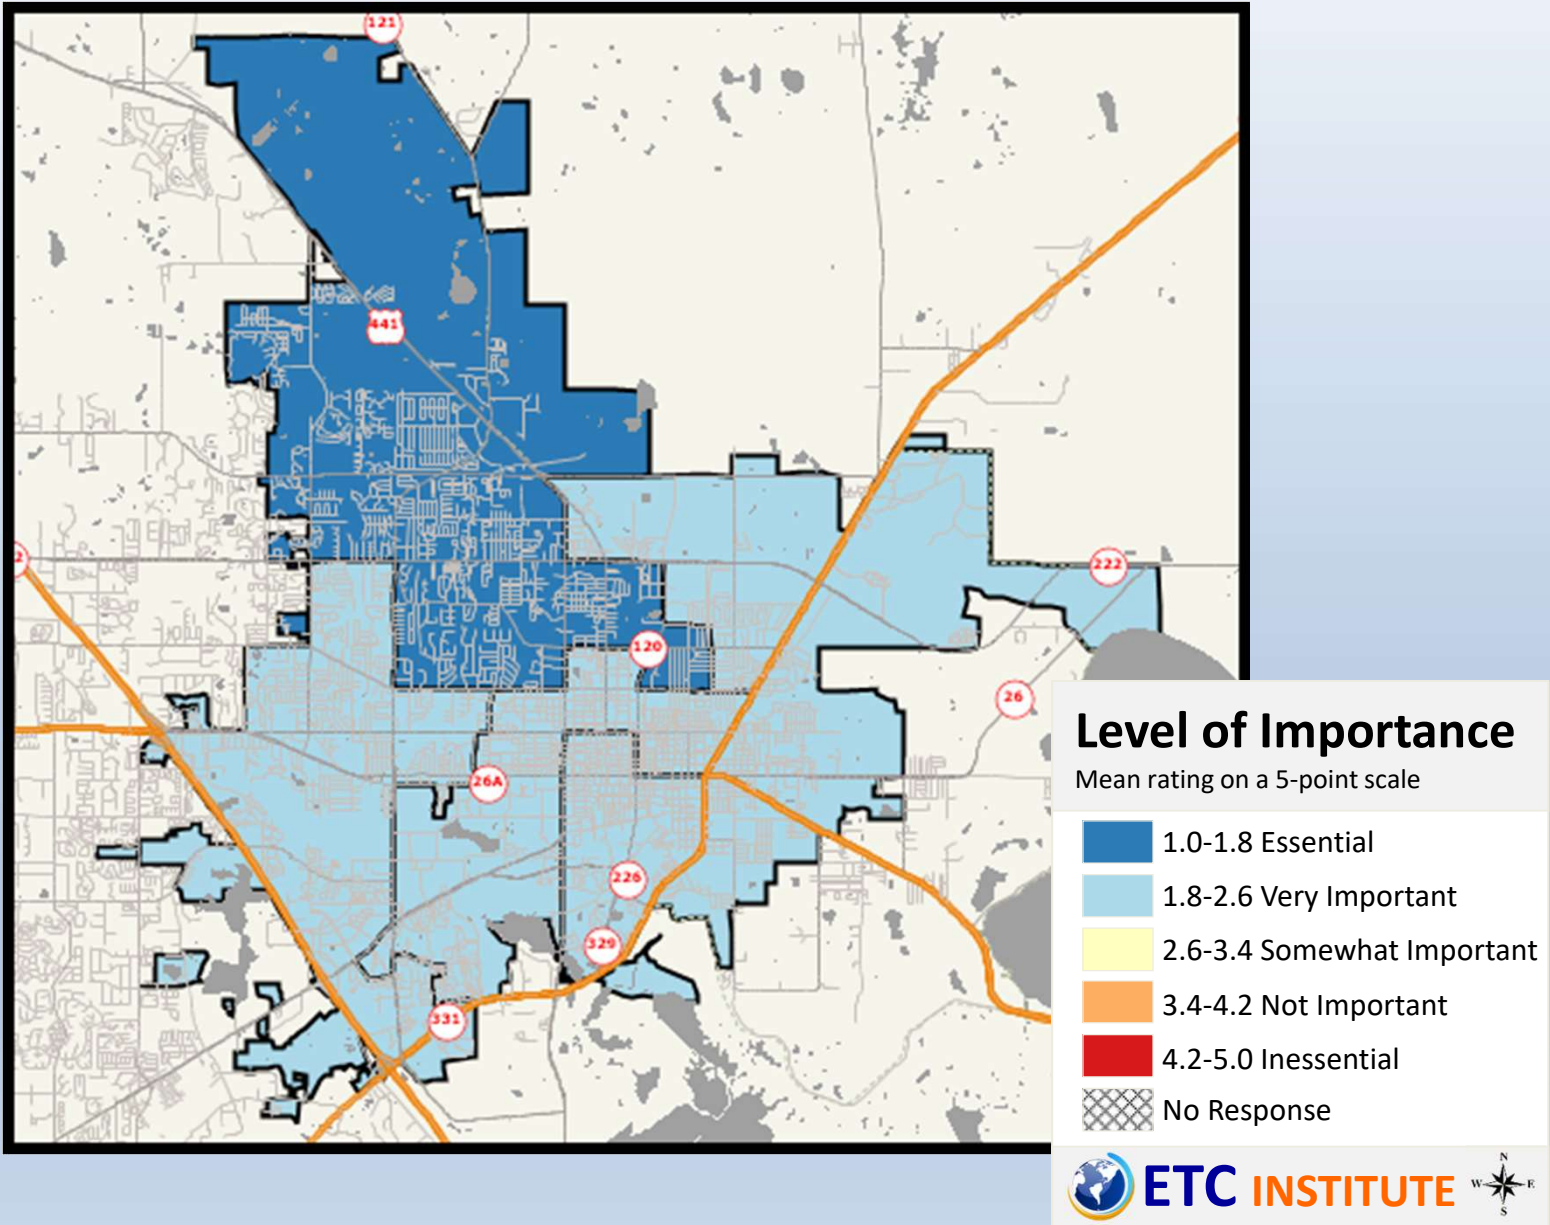 121
441
2
222
120
26
26A
226
329
331
Level of Importance
Mean rating on a 5-point scale
1.0-1.8 Essential
1.8-2.6 Very Important
2.6-3.4 Somewhat Important
3.4-4.2 Not Important
4.2-5.0 Inessential
No Response
ETC INSTITUTE
N
W E
S